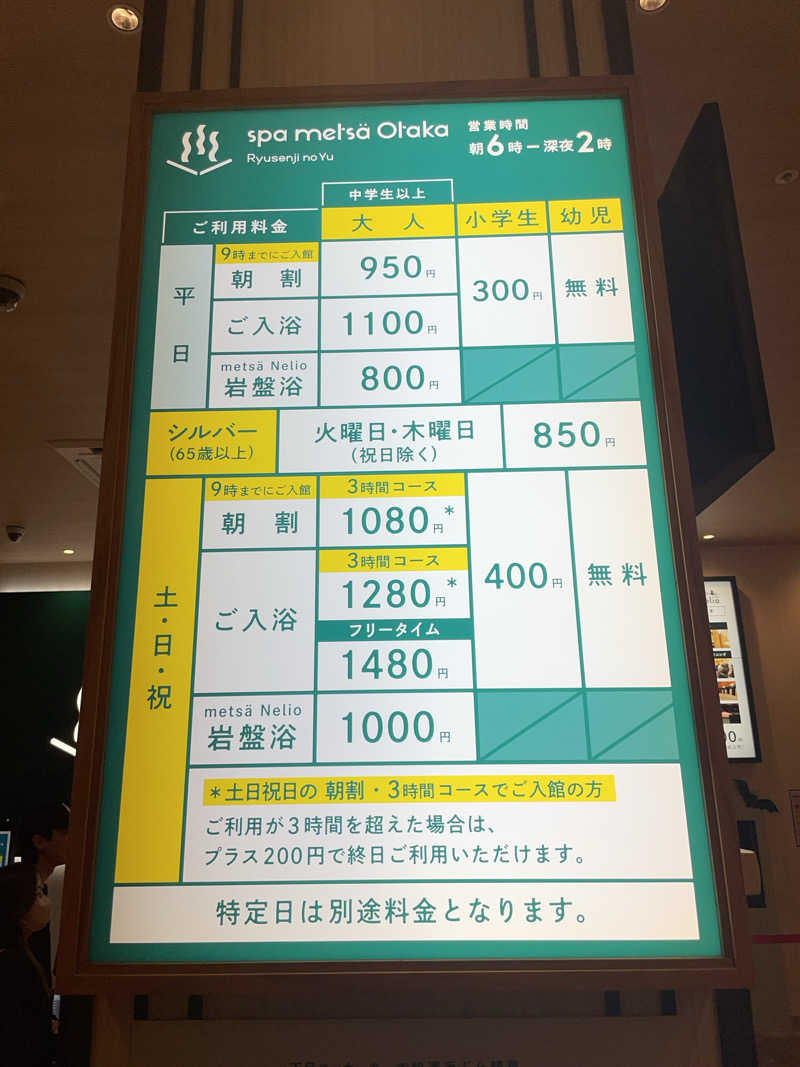 spa metsä Otaka
Ryusenji no Yu
営業時間
朝6時ー深夜2時
中学生以上
ご利用料金
大人
小学生
幼児
平日
9時までにご入館
朝割
950円
300円
無料
ご入浴
1100円
metsä Nelio
岩盤浴
800円
シルバー
(65歳以上)
火曜日・木曜日
(祝日除く)
850円
土・日・祝
9時までにご入館
朝割
3時間コース
1080円*
400円
無料
ご入浴
3時間コース
1280円*
フリータイム
1480円
metsä Nelio
岩盤浴
1000円
*土日祝日の 朝割・3時間コースでご入館の方
ご利用が3時間を超えた場合は、
プラス200円で終日ご利用いただけます。
特定日は別途料金となります。